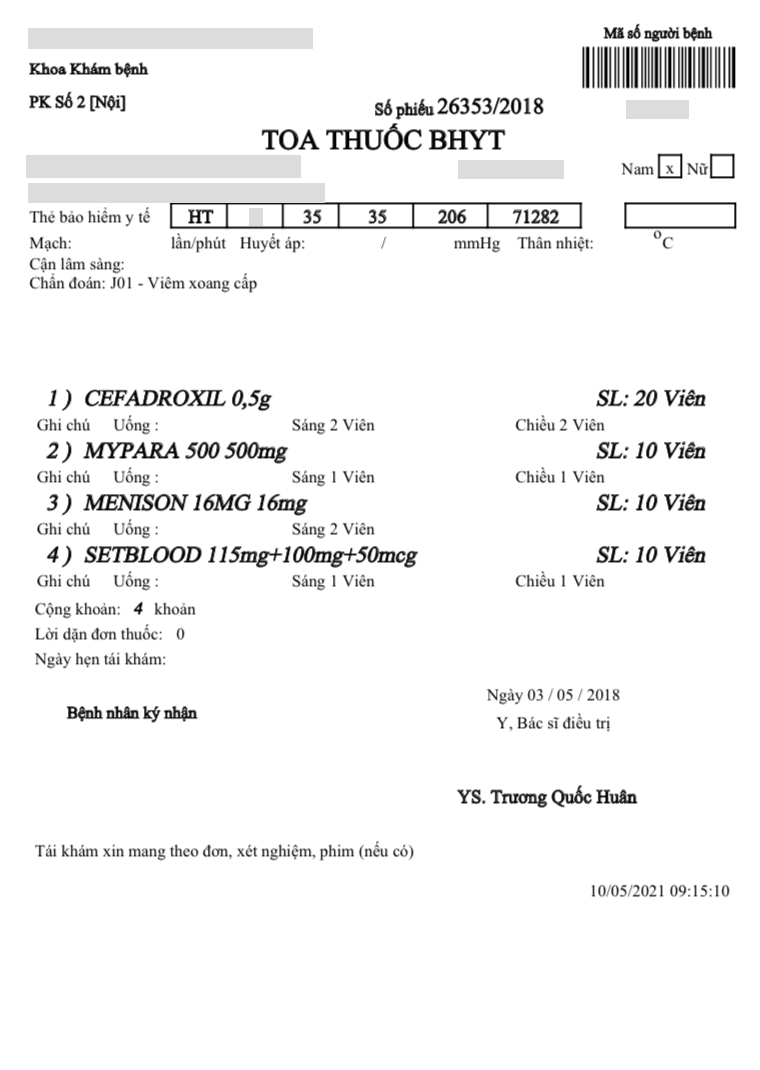 Mã số người bệnh
Khoa Khám bệnh
PK Số 2 [Nội]
Số phiếu 26353/2018
TOA THUỐC BHYT
Nam x Nữ
Thẻ bảo hiểm y tế HT 35 35 206 71282
Mạch: lần/phút Huyết áp: / mmHg Thân nhiệt: °C
Cận lâm sàng:
Chẩn đoán: J01 - Viêm xoang cấp
1 ) CEFADROXIL 0,5g SL: 20 Viên
Ghi chú Uống : Sáng 2 Viên Chiều 2 Viên
2 ) MYPARA 500 500mg SL: 10 Viên
Ghi chú Uống : Sáng 1 Viên Chiều 1 Viên
3 ) MENISON 16MG 16mg SL: 10 Viên
Ghi chú Uống : Sáng 2 Viên
4 ) SETBLOOD 115mg+100mg+50mcg SL: 10 Viên
Ghi chú Uống : Sáng 1 Viên Chiều 1 Viên
Cộng khoản: 4 khoản
Lời dặn đơn thuốc: 0
Ngày hẹn tái khám:
Ngày 03 / 05 / 2018
Bệnh nhân ký nhận
Y, Bác sĩ điều trị
YS. Trương Quốc Huân
Tái khám xin mang theo đơn, xét nghiệm, phim (nếu có)
10/05/2021 09:15:10